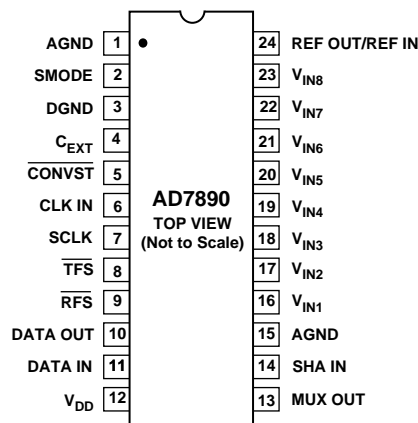 AGND 1 24 REF OUT/REF IN
SMODE 2 23 VIN8
DGND 3 22 VIN7
CEXT 4 21 VIN6
CONVST 5 20 VIN5
CLK IN 6 19 VIN4
SCLK 7 18 VIN3
TFS 8 17 VIN2
RFS 9 16 VIN1
DATA OUT 10 15 AGND
DATA IN 11 14 SHA IN
VDD 12 13 MUX OUT
AD7890
TOP VIEW
(Not to Scale)